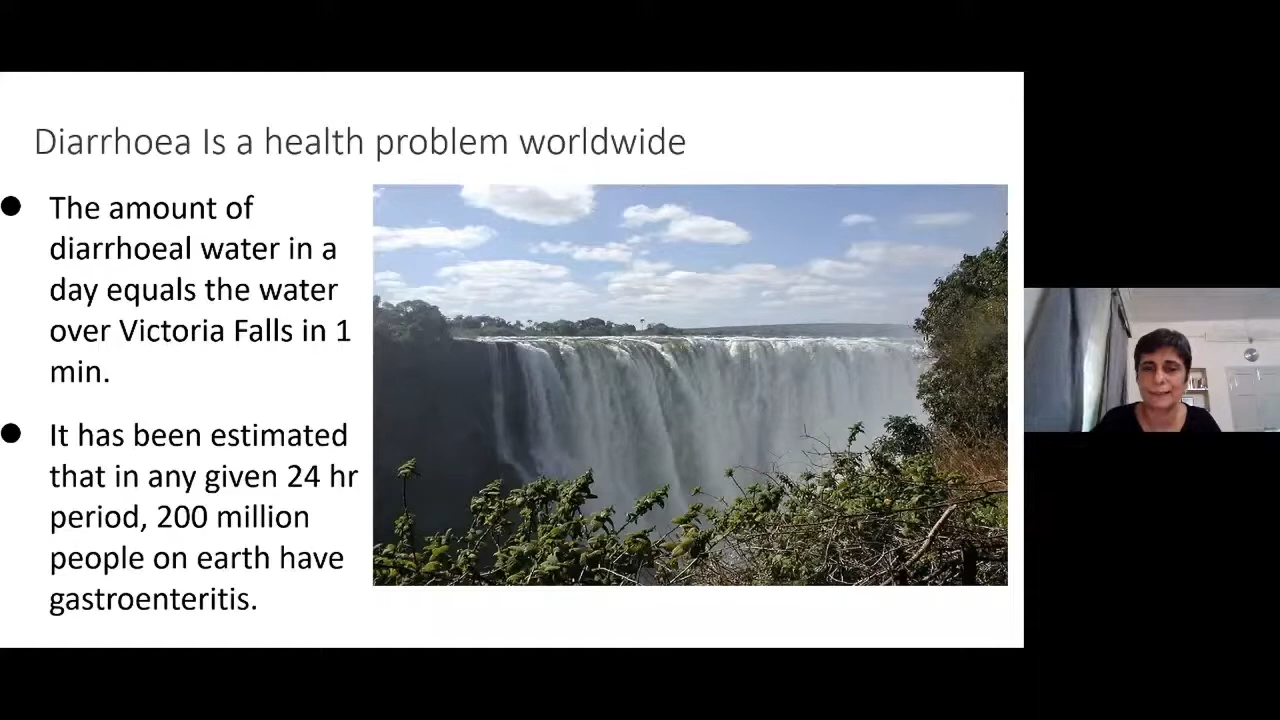 Diarrhoea Is a health problem worldwide
The amount of
diarrhoeal water in a
day equals the water
over Victoria Falls in 1
min.
It has been estimated
that in any given 24 hr
period, 200 million
people on earth have
gastroenteritis.